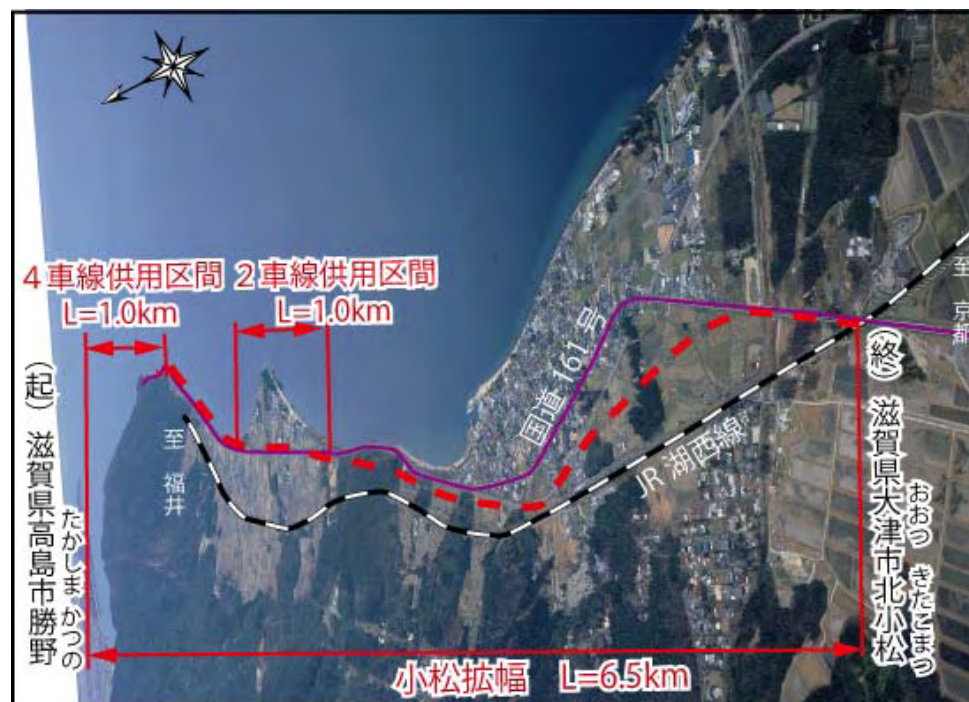 4車線供用区間
L=1.0km
2車線供用区間
L=1.0km
(起)滋賀県高島市勝野
たかしま かつの
至 福井
国道161号
JR 湖西線
至 京都
(終)滋賀県大津市北小松
おおつ きたこまつ
小松拡幅 L=6.5km